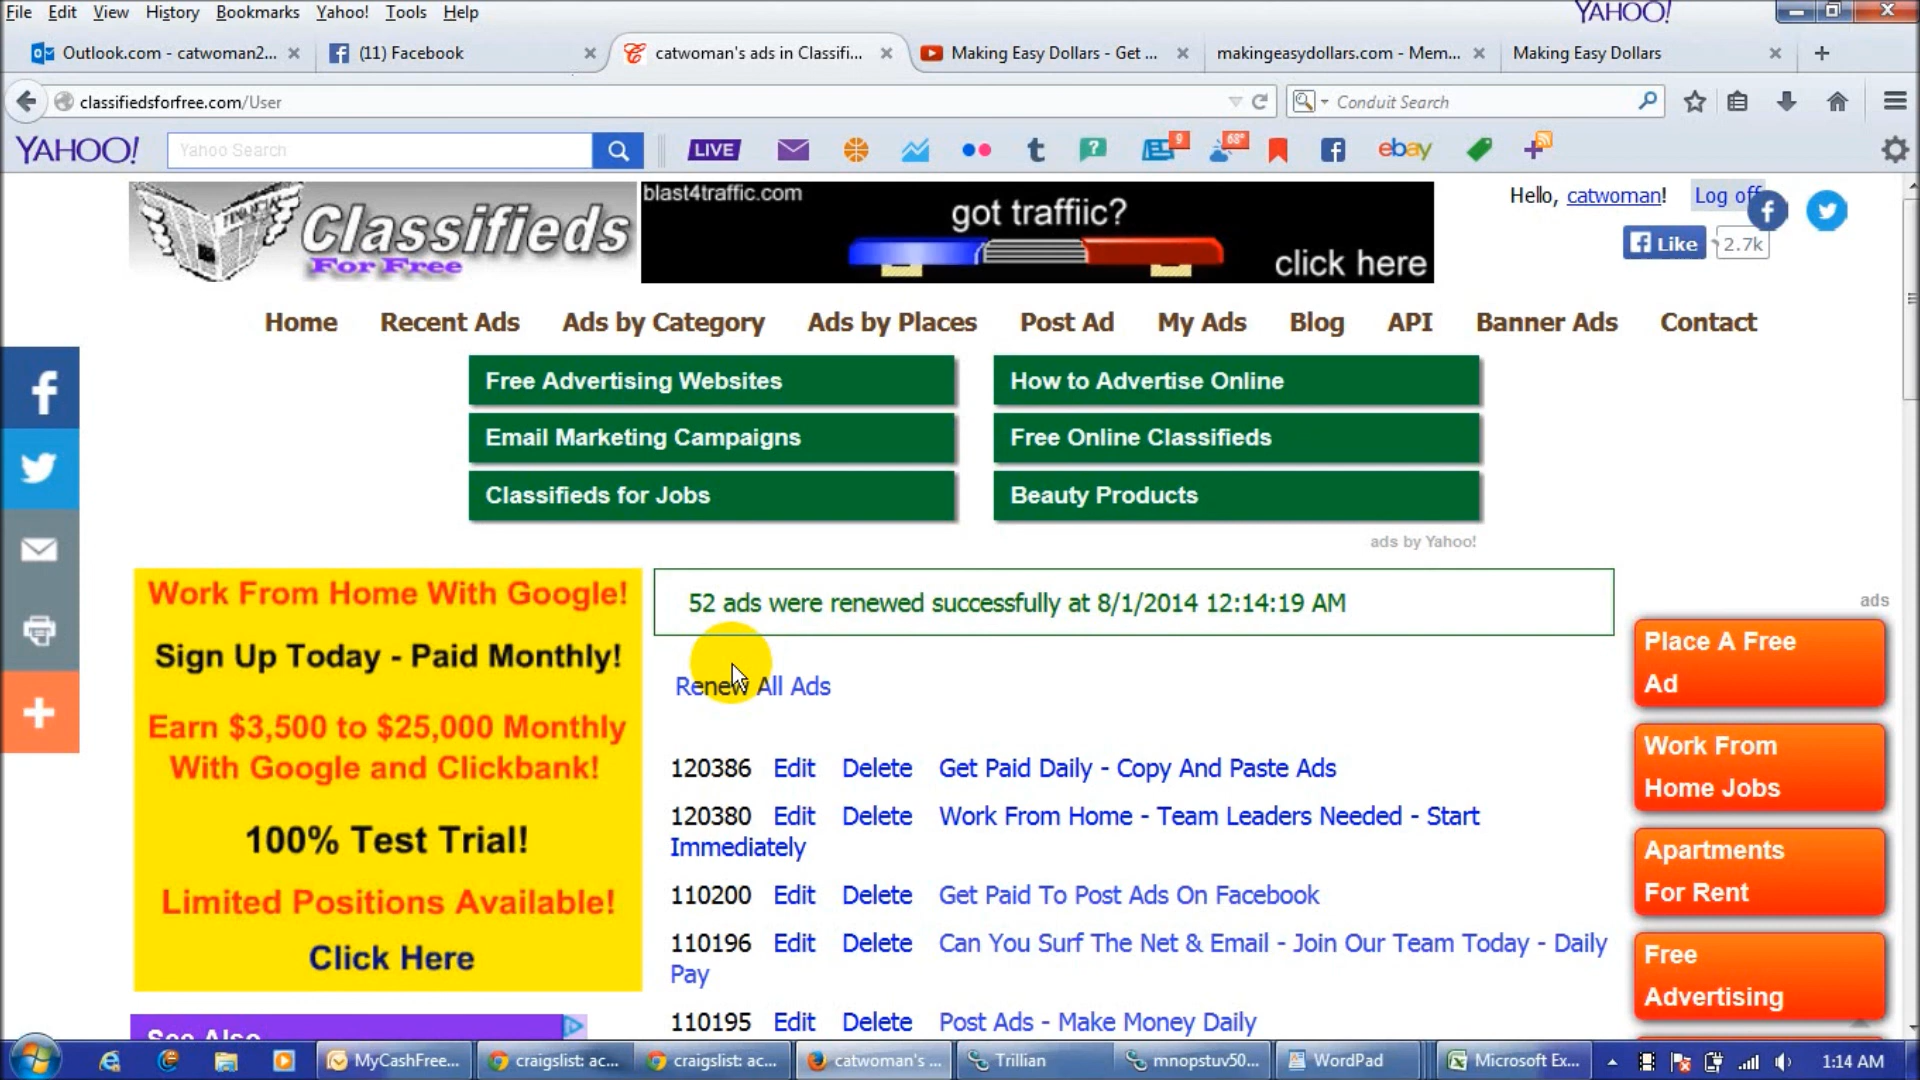 File Edit View History Bookmarks Yahoo! Tools Help
YAHOO!
Outlook.com - catwoman2...
(11) Facebook
catwoman's ads in Classifi...
Making Easy Dollars - Get ...
makingeasydollars.com - Mem...
Making Easy Dollars
classifiedsforfree.com/User
Conduit Search
YAHOO!
Yahoo Search
LIVE
9
68°
ebay
Classifieds
For Free
blast4traffic.com
got traffiic?
click here
Hello, catwoman!
Log off
Like
2.7k
Home Recent Ads Ads by Category Ads by Places Post Ad My Ads Blog API Banner Ads Contact
Free Advertising Websites
How to Advertise Online
Email Marketing Campaigns
Free Online Classifieds
Classifieds for Jobs
Beauty Products
ads by Yahoo!
Work From Home With Google!
Sign Up Today - Paid Monthly!
Earn $3,500 to $25,000 Monthly
With Google and Clickbank!
100% Test Trial!
Limited Positions Available!
Click Here
See Also
52 ads were renewed successfully at 8/1/2014 12:14:19 AM
Renew All Ads
120386 Edit Delete Get Paid Daily - Copy And Paste Ads
120380 Edit Delete Work From Home - Team Leaders Needed - Start
Immediately
110200 Edit Delete Get Paid To Post Ads On Facebook
110196 Edit Delete Can You Surf The Net & Email - Join Our Team Today - Daily
Pay
110195 Edit Delete Post Ads - Make Money Daily
ads
Place A Free
Ad
Work From
Home Jobs
Apartments
For Rent
Free
Advertising
MyCashFree...
craigslist: ac...
craigslist: ac...
catwoman's ...
Trillian
mnopstuv50...
WordPad
Microsoft Ex...
1:14 AM